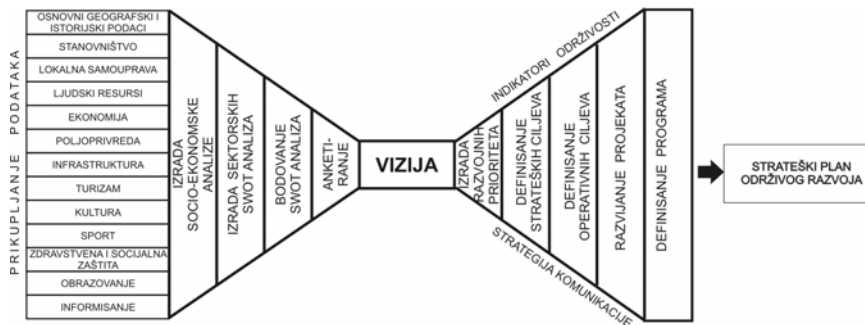 PRIKUPLJANJE PODATAKA
OSNOVNI GEOGRAFSKI I
ISTORIJSKI PODACI
STANOVNIŠTVO
LOKALNA SAMOUPRAVA
LJUDSKI RESURSI
EKONOMIJA
POLJOPRIVREDA
INFRASTRUKTURA
TURIZAM
KULTURA
SPORT
ZDRAVSTVENA I SOCIJALNA
ZAŠTITA
OBRAZOVANJE
INFORMISANJE
IZRADA
SOCIO-EKONOMSKE
ANALIZE
IZRADA SEKTORSKIH
SWOT ANALIZA
BODOVANJE
SWOT ANALIZA
ANKETI-
RANJE
VIZIJA
INDIKATORI ODRŽIVOSTI
IZRADA
RAZVOJNIH
PRIORITETA
DEFINISANJE
STRATEŠKIH CILJEVA
DEFINISANJE
OPERATIVNIH CILJEVA
RAZVIJANJE PROJEKATA
DEFINISANJE PROGRAMA
STRATEGIJA KOMUNIKACIJE
STRATEŠKI PLAN
ODRŽIVOG RAZVOJA